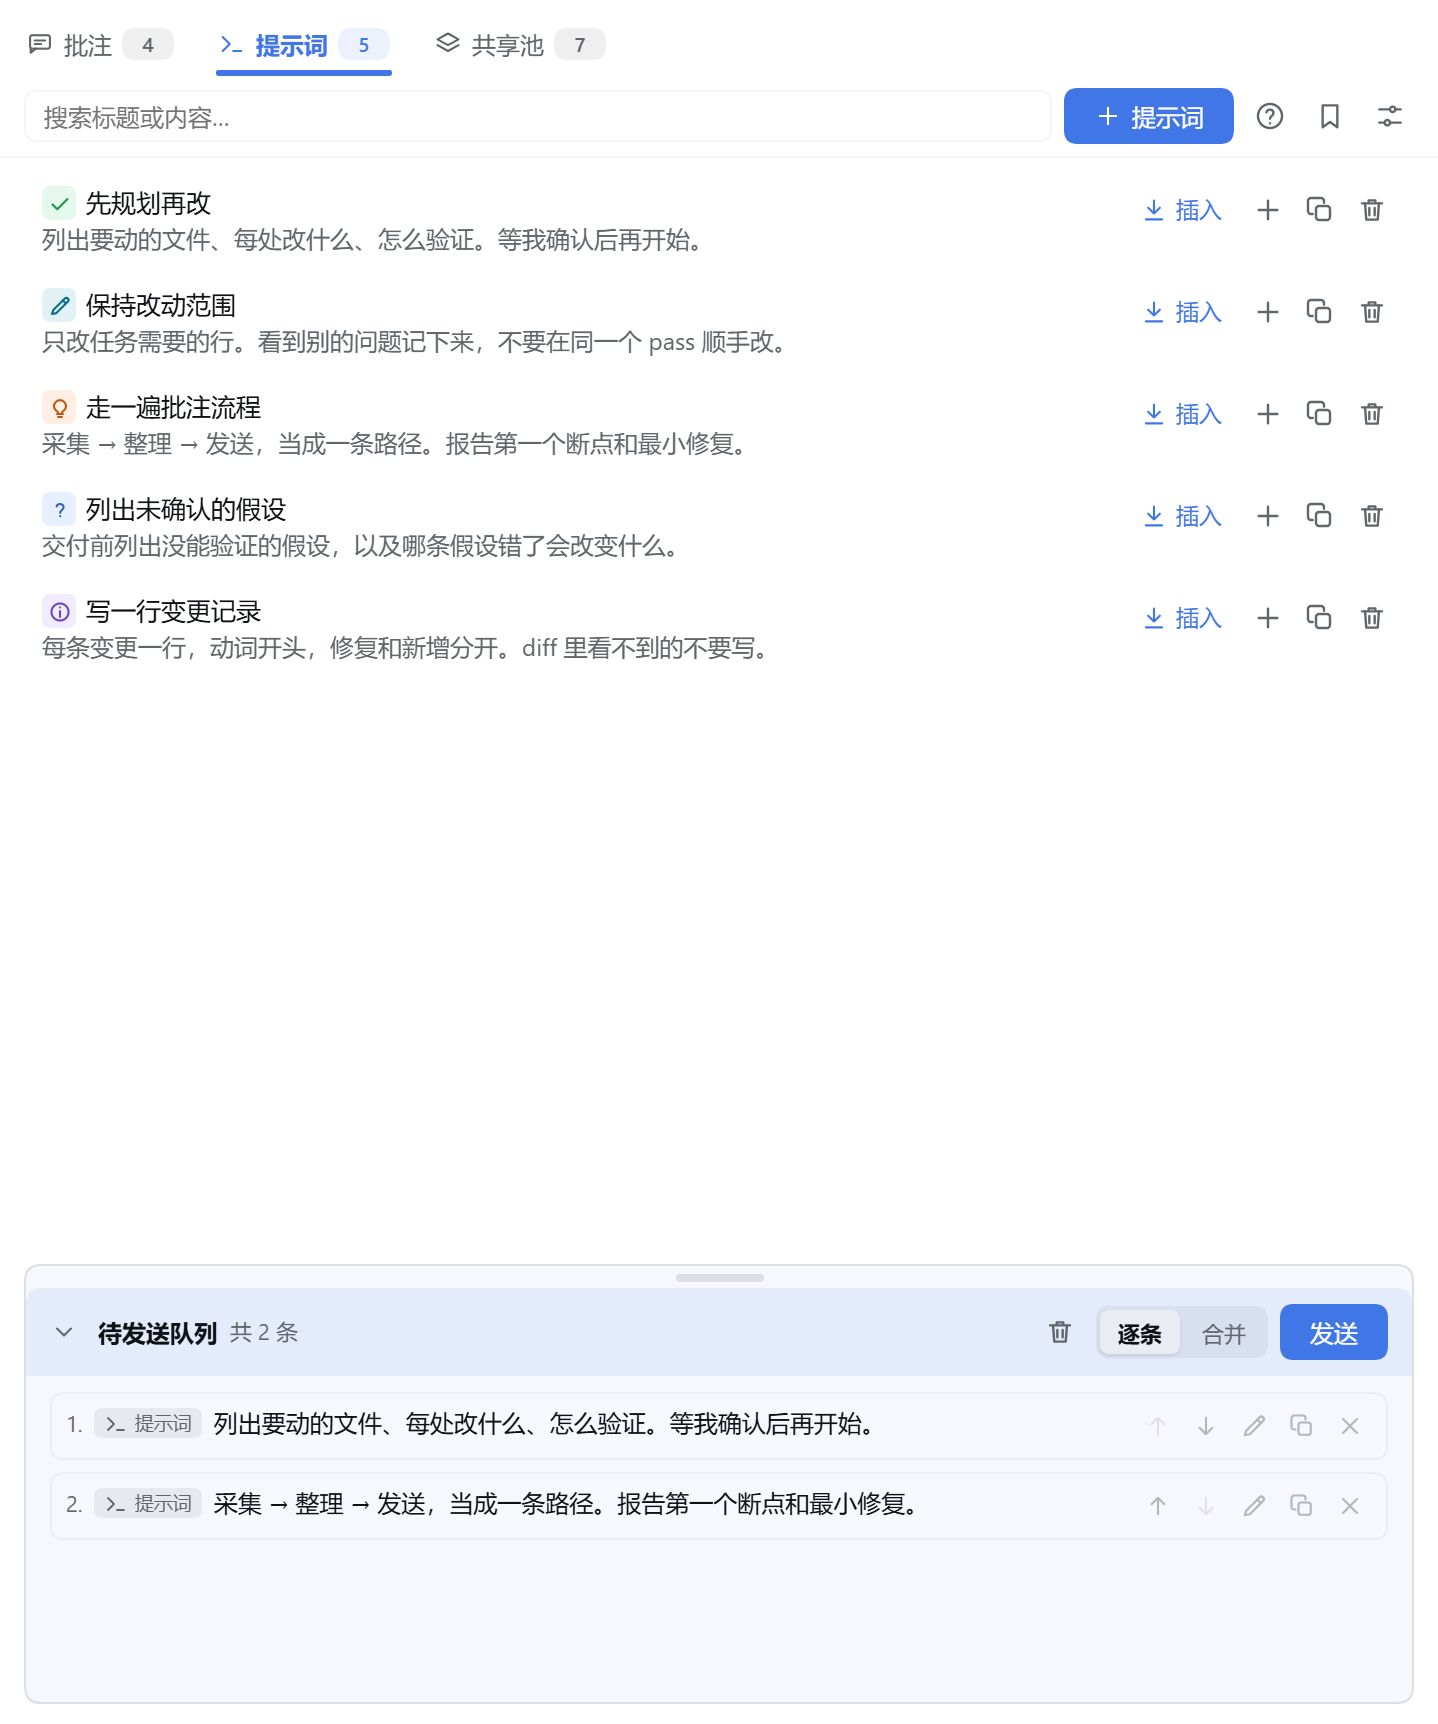 批注 4 提示词 5 共享池 7
搜索标题或内容...
提示词
先规划再改
列出要动的文件、每处改什么、怎么验证。等我确认后再开始。
插入
保持改动范围
只改任务需要的行。看到别的问题记下来，不要在同一个 pass 顺手改。
插入
走一遍批注流程
采集 → 整理 → 发送，当成一条路径。报告第一个断点和最小修复。
插入
列出未确认的假设
交付前列出没能验证的假设，以及哪条假设错了会改变什么。
插入
写一行变更记录
每条变更一行，动词开头，修复和新增分开。diff 里看不到的不要写。
插入
待发送队列 共 2 条 逐条 合并 发送
1. 提示词 列出要动的文件、每处改什么、怎么验证。等我确认后再开始。
2. 提示词 采集 → 整理 → 发送，当成一条路径。报告第一个断点和最小修复。